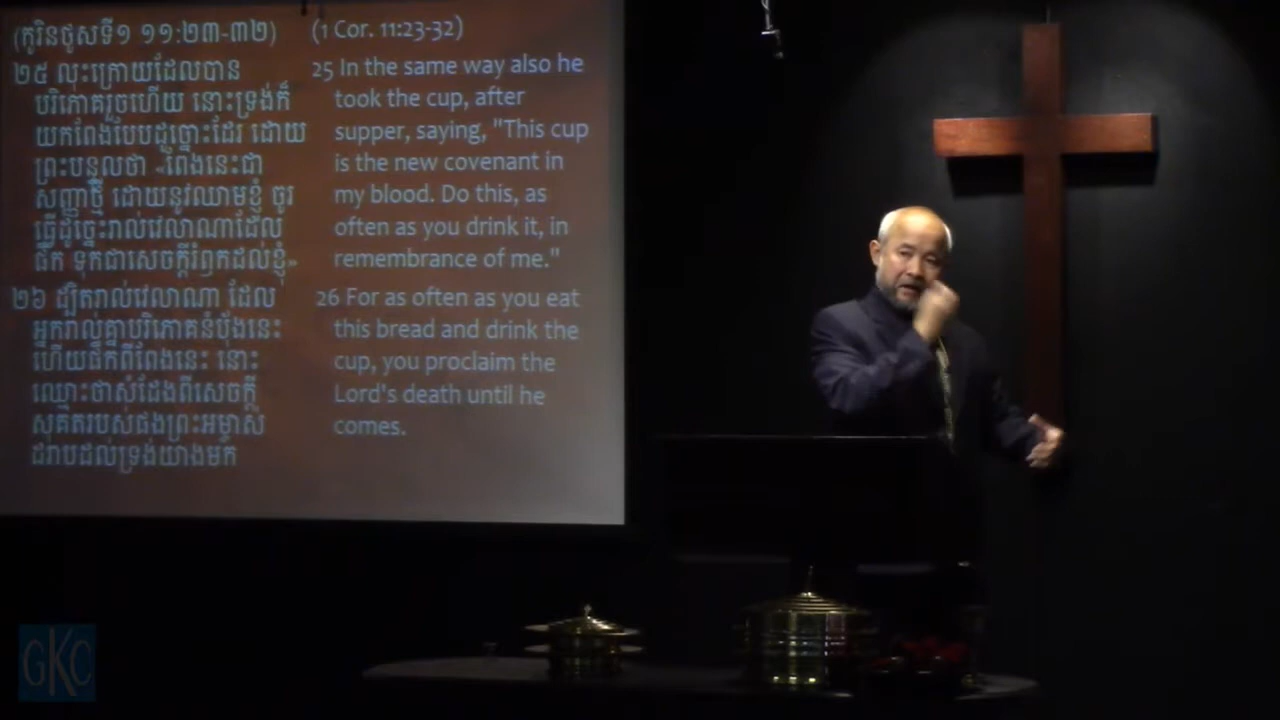 (កូរិនថូសទី១ ១១:២៣-៣២)
២៥ លុះក្រោយដែលបាន
បរិភោគរួចហើយ នោះទ្រង់ក៏
យកពែងបែបដូច្នោះដែរ ដោយ
ព្រះបន្ទូលថា «ពែងនេះជា
សញ្ញាថ្មី ដោយនូវឈាមខ្ញុំ ចូរ
ធ្វើដូច្នេះរាល់វេលាណាដែល
ផឹក ទុកជាសេចក្ដីរំឭកដល់ខ្ញុំ»
២៦ ដ្បិតរាល់វេលាណា ដែល
អ្នករាល់គ្នាបរិភោគនំបុ័ងនេះ
ហើយផឹកពីពែងនេះ នោះ
ឈ្មោះថាសំដែងពីសេចក្ដី
សុគតរបស់ផងព្រះអម្ចាស់
ដរាបដល់ទ្រង់យាងមក
(1 Cor. 11:23-32)
25 In the same way also he
took the cup, after
supper, saying, "This cup
is the new covenant in
my blood. Do this, as
often as you drink it, in
remembrance of me."
26 For as often as you eat
this bread and drink the
cup, you proclaim the
Lord's death until he
comes.
GKC